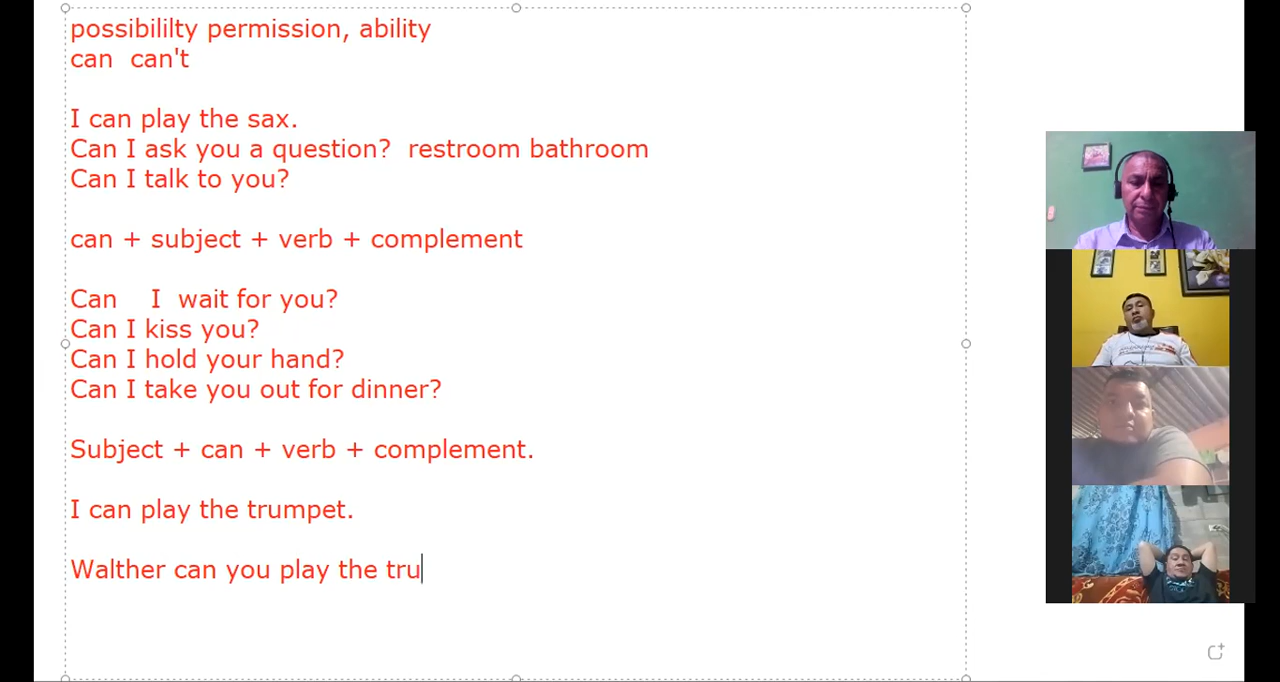 possibililty permission, ability
can can't
I can play the sax.
Can I ask you a question? restroom bathroom
Can I talk to you?
can + subject + verb + complement
Can I wait for you?
Can I kiss you?
Can I hold your hand?
Can I take you out for dinner?
Subject + can + verb + complement.
I can play the trumpet.
Walther can you play the tru